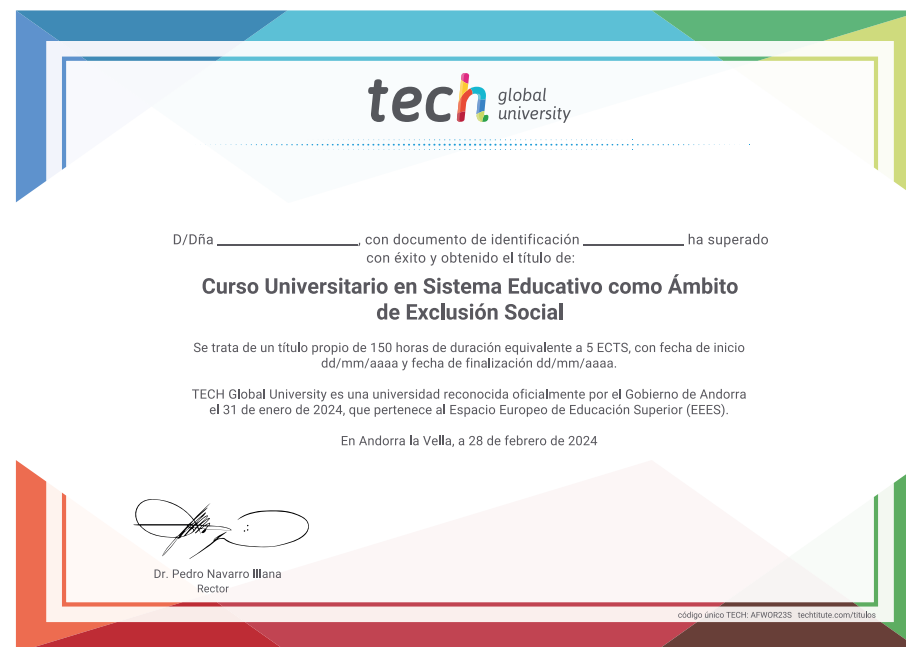 tech global university
D/Dña ____________________, con documento de identificación ______________ ha superado
con éxito y obtenido el título de:
Curso Universitario en Sistema Educativo como Ámbito
de Exclusión Social
Se trata de un título propio de 150 horas de duración equivalente a 5 ECTS, con fecha de inicio
dd/mm/aaaa y fecha de finalización dd/mm/aaaa.
TECH Global University es una universidad reconocida oficialmente por el Gobierno de Andorra
el 31 de enero de 2024, que pertenece al Espacio Europeo de Educación Superior (EEES).
En Andorra la Vella, a 28 de febrero de 2024
Dr. Pedro Navarro Illana
Rector
código único TECH: AFWOR23S techtitute.com/titulos